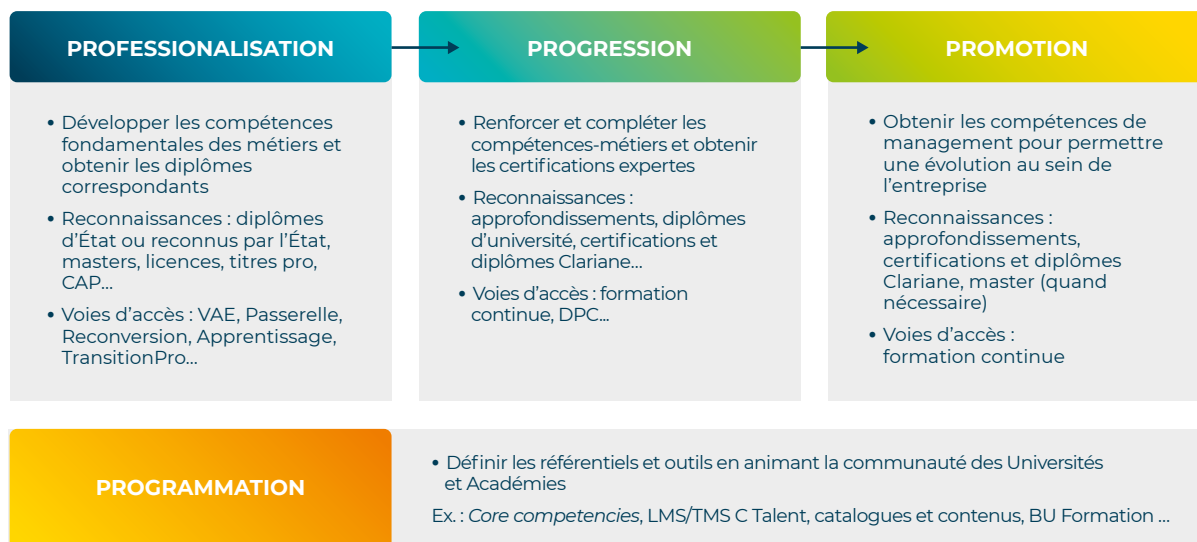 PROFESSIONALISATION
• Développer les compétences
fondamentales des métiers et
obtenir les diplômes
correspondants
• Reconnaissances : diplômes
d'État ou reconnus par l'État,
masters, licences, titres pro,
CAP...
• Voies d'accès : VAE, Passerelle,
Reconversion, Apprentissage,
TransitionPro...
PROGRESSION
• Renforcer et compléter les
compétences-métiers et obtenir
les certifications expertes
• Reconnaissances :
approfondissements, diplômes
d'université, certifications et
diplômes Clariane...
• Voies d'accès : formation
continue, DPC...
PROMOTION
• Obtenir les compétences de
management pour permettre
une évolution au sein de
l'entreprise
• Reconnaissances :
approfondissements,
certifications et diplômes
Clariane, master (quand
nécessaire)
• Voies d'accès :
formation continue
PROGRAMMATION
• Définir les référentiels et outils en animant la communauté des Universités
et Académies
Ex. : Core competencies, LMS/TMS C Talent, catalogues et contenus, BU Formation ...